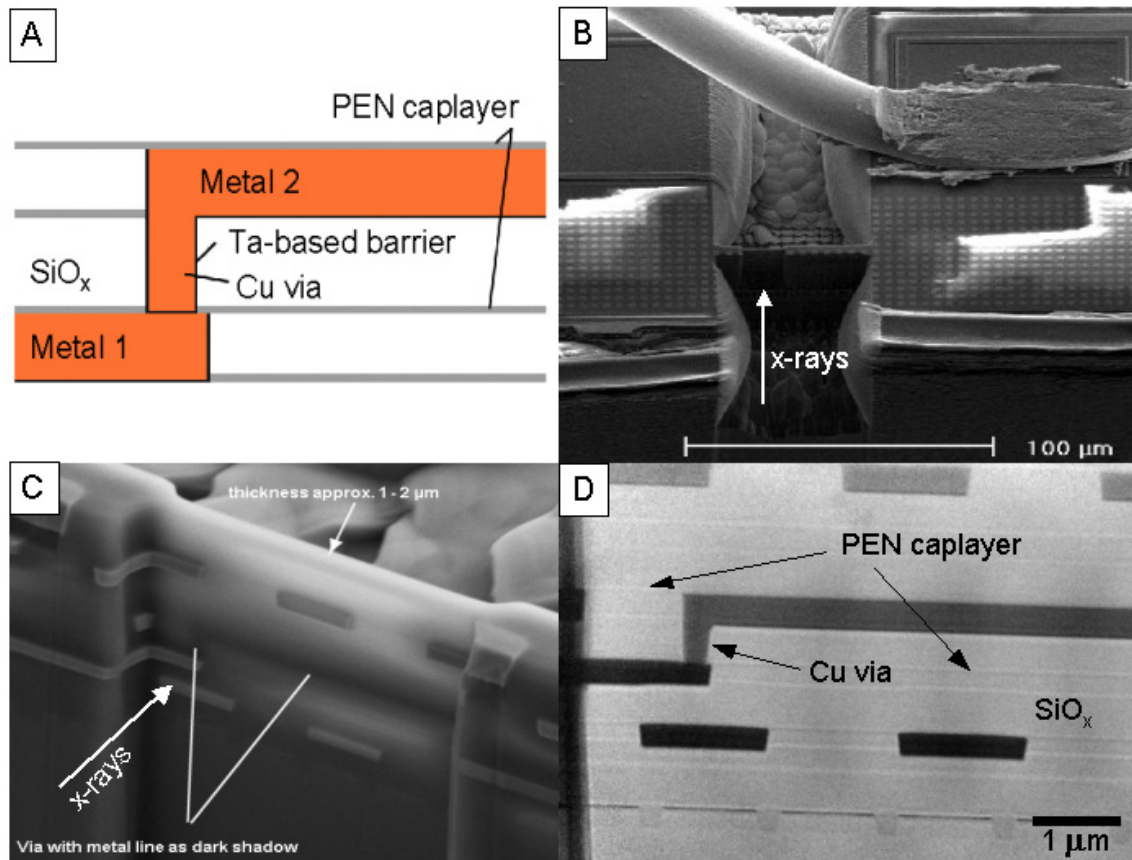 A
PEN caplayer
Metal 2
Ta-based barrier
SiOₓ
Cu via
Metal 1
B
x-rays
100 µm
C
thickness approx. 1 - 2 µm
x-rays
Via with metal line as dark shadow
D
PEN caplayer
Cu via
SiOₓ
1 µm